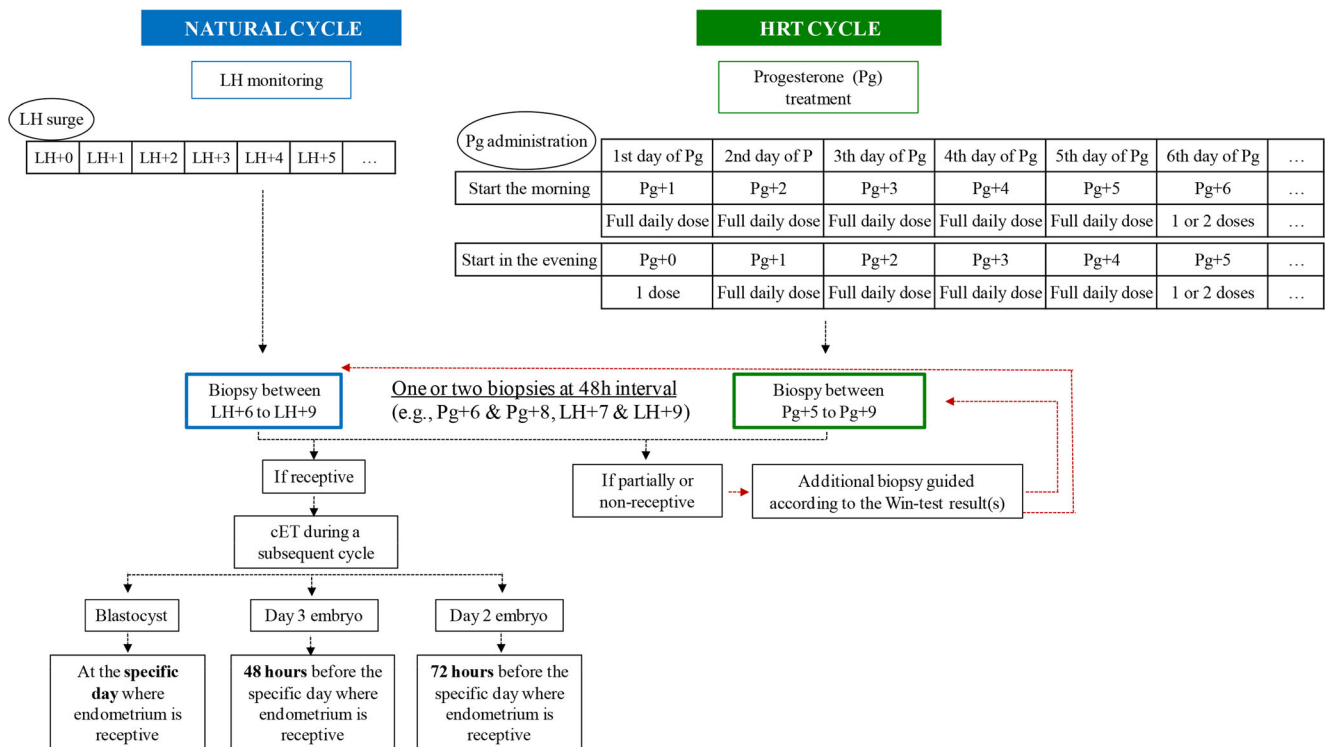 NATURAL CYCLE
HRT CYCLE
LH monitoring
Progesterone (Pg)
treatment
LH surge
LH+0 LH+1 LH+2 LH+3 LH+4 LH+5 …
Pg administration
1st day of Pg 2nd day of P 3th day of Pg 4th day of Pg 5th day of Pg 6th day of Pg …
Start the morning Pg+1 Pg+2 Pg+3 Pg+4 Pg+5 Pg+6 …
Full daily dose Full daily dose Full daily dose Full daily dose Full daily dose 1 or 2 doses …
Start in the evening Pg+0 Pg+1 Pg+2 Pg+3 Pg+4 Pg+5 …
1 dose Full daily dose Full daily dose Full daily dose Full daily dose 1 or 2 doses …
Biopsy between
LH+6 to LH+9
One or two biopsies at 48h interval
(e.g., Pg+6 & Pg+8, LH+7 & LH+9)
Biospy between
Pg+5 to Pg+9
If receptive
If partially or
non-receptive
Additional biopsy guided
according to the Win-test result(s)
cET during a
subsequent cycle
Blastocyst
Day 3 embryo
Day 2 embryo
At the specific
day where
endometrium is
receptive
48 hours before the
specific day where
endometrium is
receptive
72 hours before the
specific day where
endometrium is
receptive